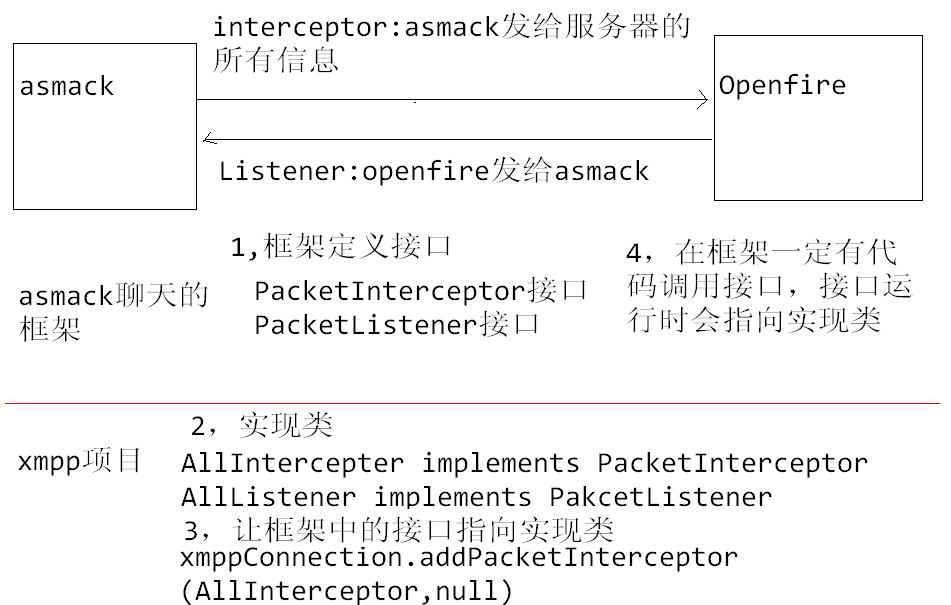 interceptor:asmack发给服务器的
所有信息
asmack
Openfire
Listener:openfire发给asmack
1,框架定义接口
PacketInterceptor接口
PacketListener接口
4，在框架一定有代
码调用接口，接口运
行时会指向实现类
asmack聊天的
框架
2，实现类
xmpp项目
AllIntercepter implements PacketInterceptor
AllListener implements PakcetListener
3，让框架中的接口指向实现类
xmppConnection.addPacketInterceptor
(AllInterceptor,null)